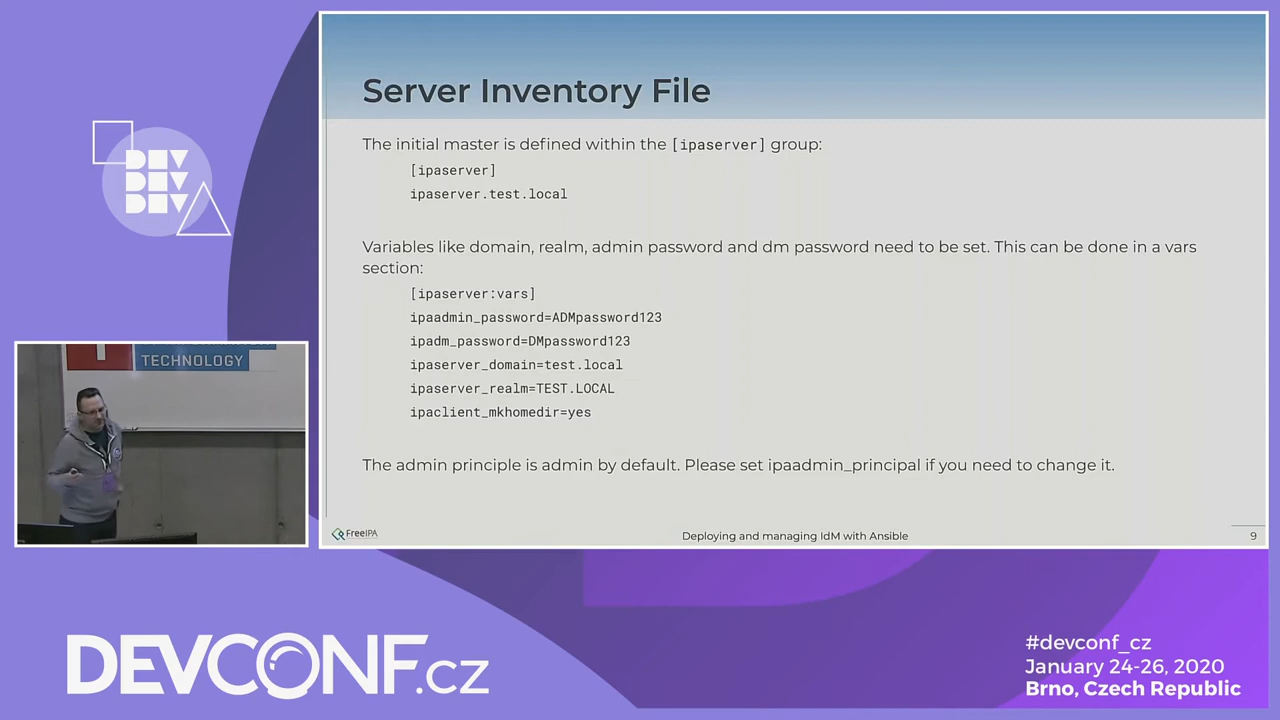 Server Inventory File
The initial master is defined within the [ipaserver] group:
[ipaserver]
ipaserver.test.local
Variables like domain, realm, admin password and dm password need to be set. This can be done in a vars
section:
[ipaserver:vars]
ipaadmin_password=ADMpassword123
ipadm_password=DMpassword123
ipaserver_domain=test.local
ipaserver_realm=TEST.LOCAL
ipaclient_mkhomedir=yes
The admin principle is admin by default. Please set ipaadmin_principal if you need to change it.
FreeIPA
Deploying and managing IdM with Ansible
9
DEV
DEV
DEV
TECHNOLOGY
DEVCONF.cz
#devconf_cz
January 24-26, 2020
Brno, Czech Republic